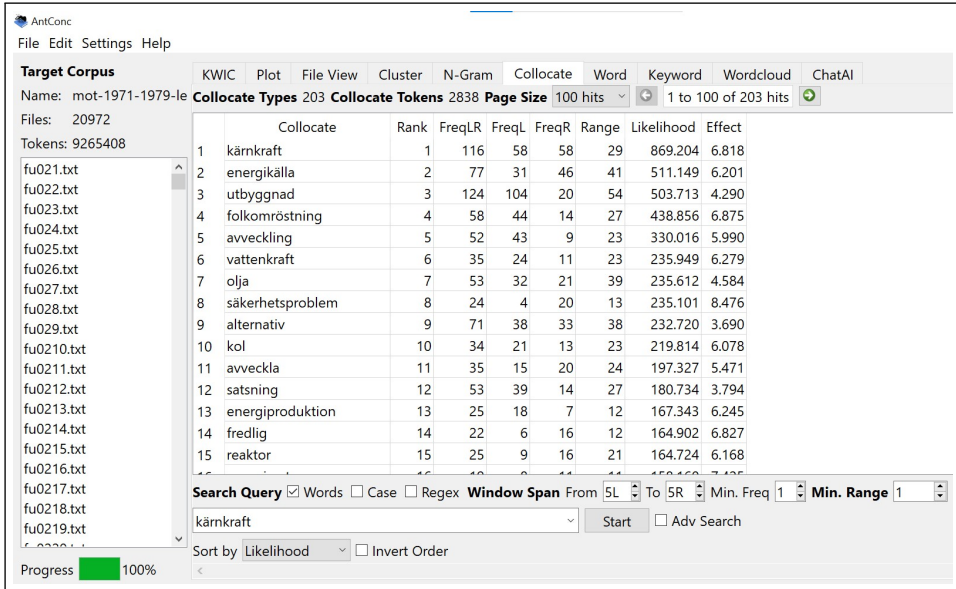 AntConc
File Edit Settings Help
Target Corpus
Name: mot-1971-1979-le
Files: 20972
Tokens: 9265408
fu021.txt
fu022.txt
fu023.txt
fu024.txt
fu025.txt
fu026.txt
fu027.txt
fu028.txt
fu029.txt
fu0210.txt
fu0211.txt
fu0212.txt
fu0213.txt
fu0214.txt
fu0215.txt
fu0216.txt
fu0217.txt
fu0218.txt
fu0219.txt
Progress 100%
KWIC Plot File View Cluster N-Gram Collocate Word Keyword Wordcloud ChatAI
Collocate Types 203 Collocate Tokens 2838 Page Size 100 hits 1 to 100 of 203 hits
Collocate Rank FreqLR FreqL FreqR Range Likelihood Effect
1 kärnkraft 1 116 58 58 29 869.204 6.818
2 energikälla 2 77 31 46 41 511.149 6.201
3 utbyggnad 3 124 104 20 54 503.713 4.290
4 folkomröstning 4 58 44 14 27 438.856 6.875
5 avveckling 5 52 43 9 23 330.016 5.990
6 vattenkraft 6 35 24 11 23 235.949 6.279
7 olja 7 53 32 21 39 235.612 4.584
8 säkerhetsproblem 8 24 4 20 13 235.101 8.476
9 alternativ 9 71 38 33 38 232.720 3.690
10 kol 10 34 21 13 23 219.814 6.078
11 avveckla 11 35 15 20 24 197.327 5.471
12 satsning 12 53 39 14 27 180.734 3.794
13 energiproduktion 13 25 18 7 12 167.343 6.245
14 fredlig 14 22 6 16 12 164.902 6.827
15 reaktor 15 25 9 16 21 164.724 6.168
Search Query Words Case Regex Window Span From 5L To 5R Min. Freq 1 Min. Range 1
kärnkraft Start Adv Search
Sort by Likelihood Invert Order